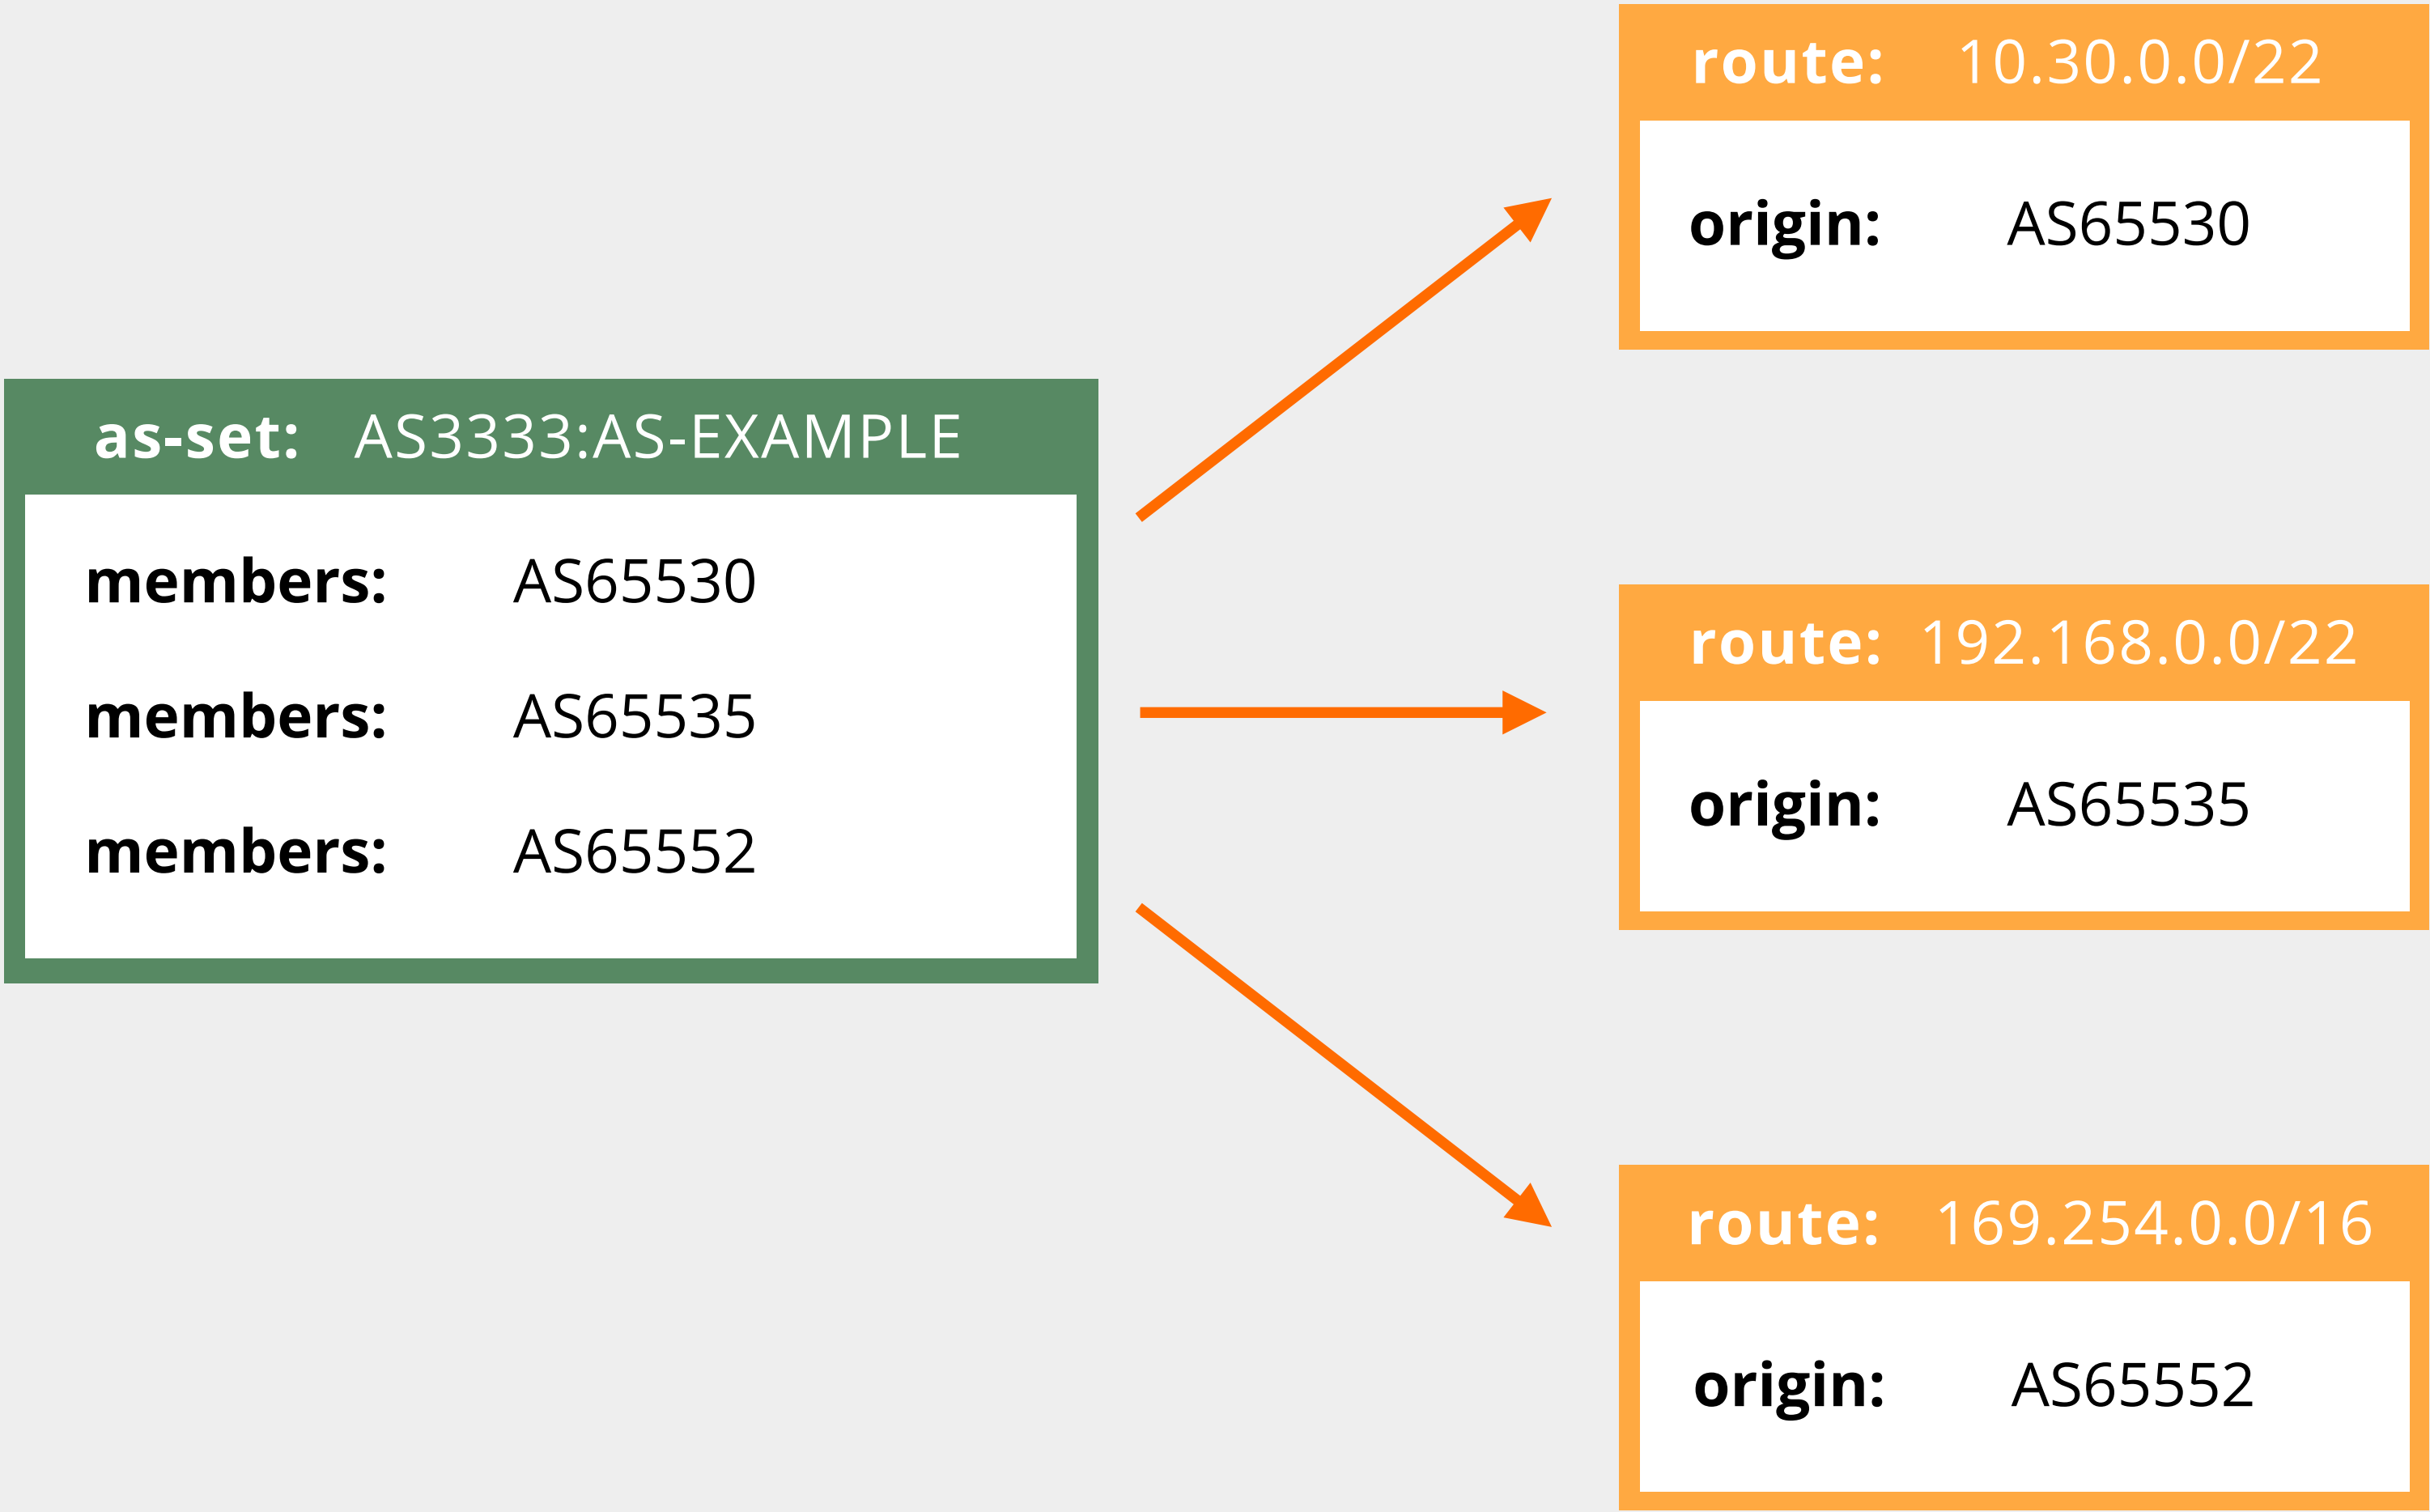 as-set: AS3333:AS-EXAMPLE
members: AS65530
members: AS65535
members: AS65552
route: 10.30.0.0/22
origin: AS65530
route: 192.168.0.0/22
origin: AS65535
route: 169.254.0.0/16
origin: AS65552